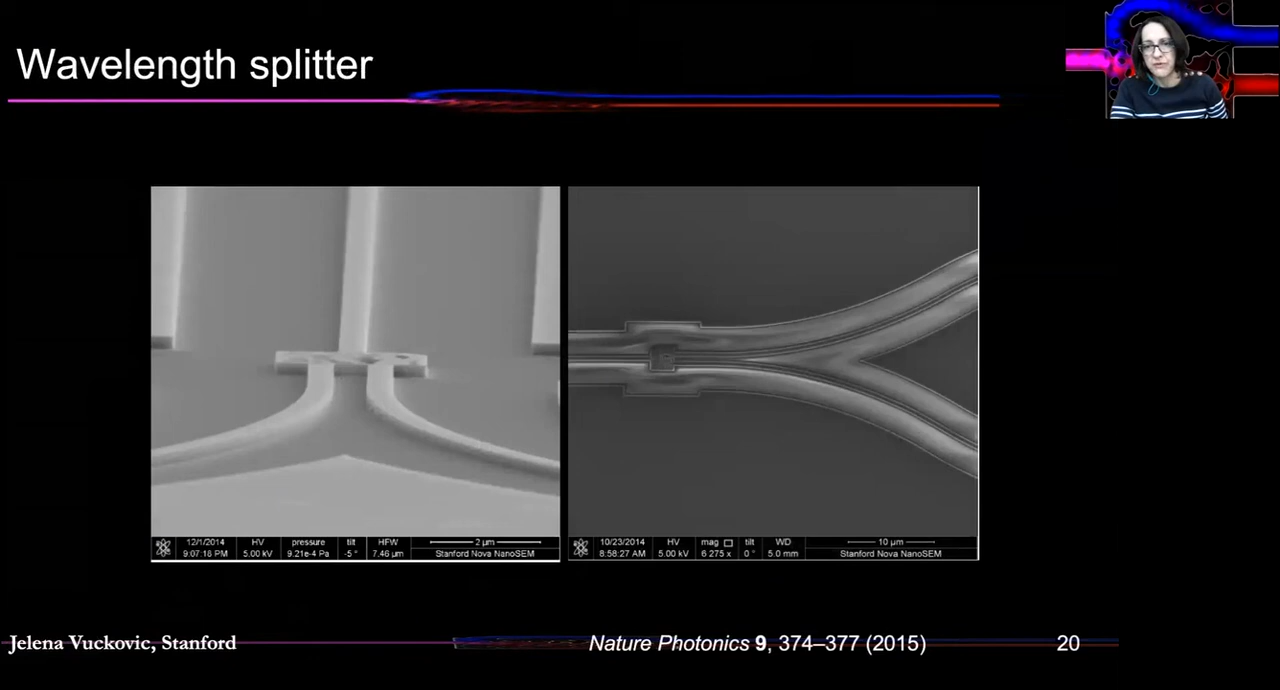 Wavelength splitter
12/1/2014 HV pressure tilt HFW 2 µm
9:07:18 PM 5.00 kV 9.21e-4 Pa -5 ° 7.46 µm Stanford Nova NanoSEM
10/23/2014 HV mag tilt WD 10 µm
8:58:27 AM 5.00 kV 6 275 x 0 ° 5.0 mm Stanford Nova NanoSEM
Jelena Vuckovic, Stanford
Nature Photonics 9, 374–377 (2015)
20